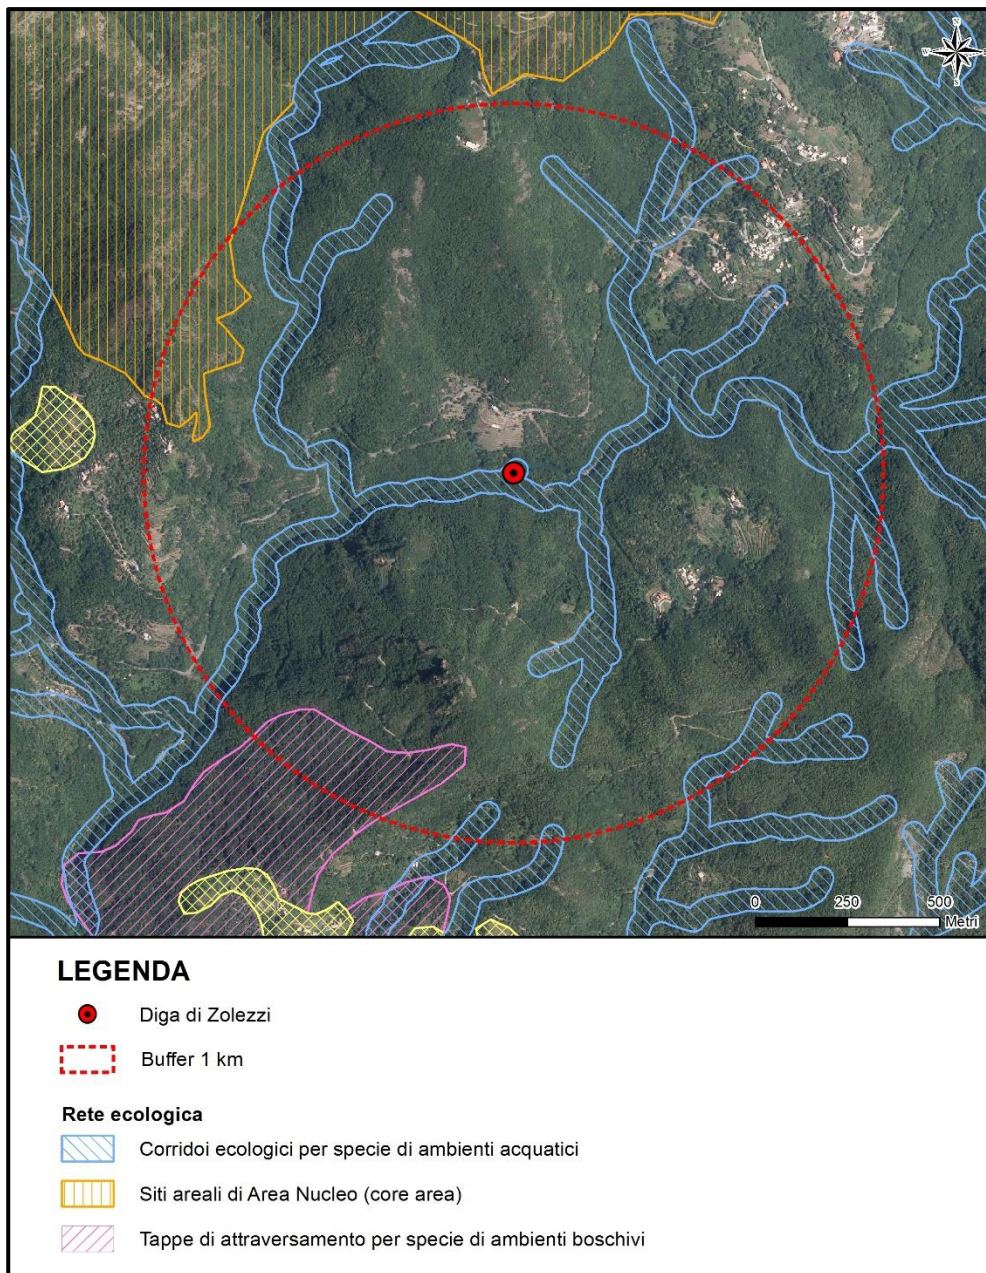 N
W
E
S
0
250
500
Metri
LEGENDA
Diga di Zolezzi
Buffer 1 km
Rete ecologica
Corridoi ecologici per specie di ambienti acquatici
Siti areali di Area Nucleo (core area)
Tappe di attraversamento per specie di ambienti boschivi